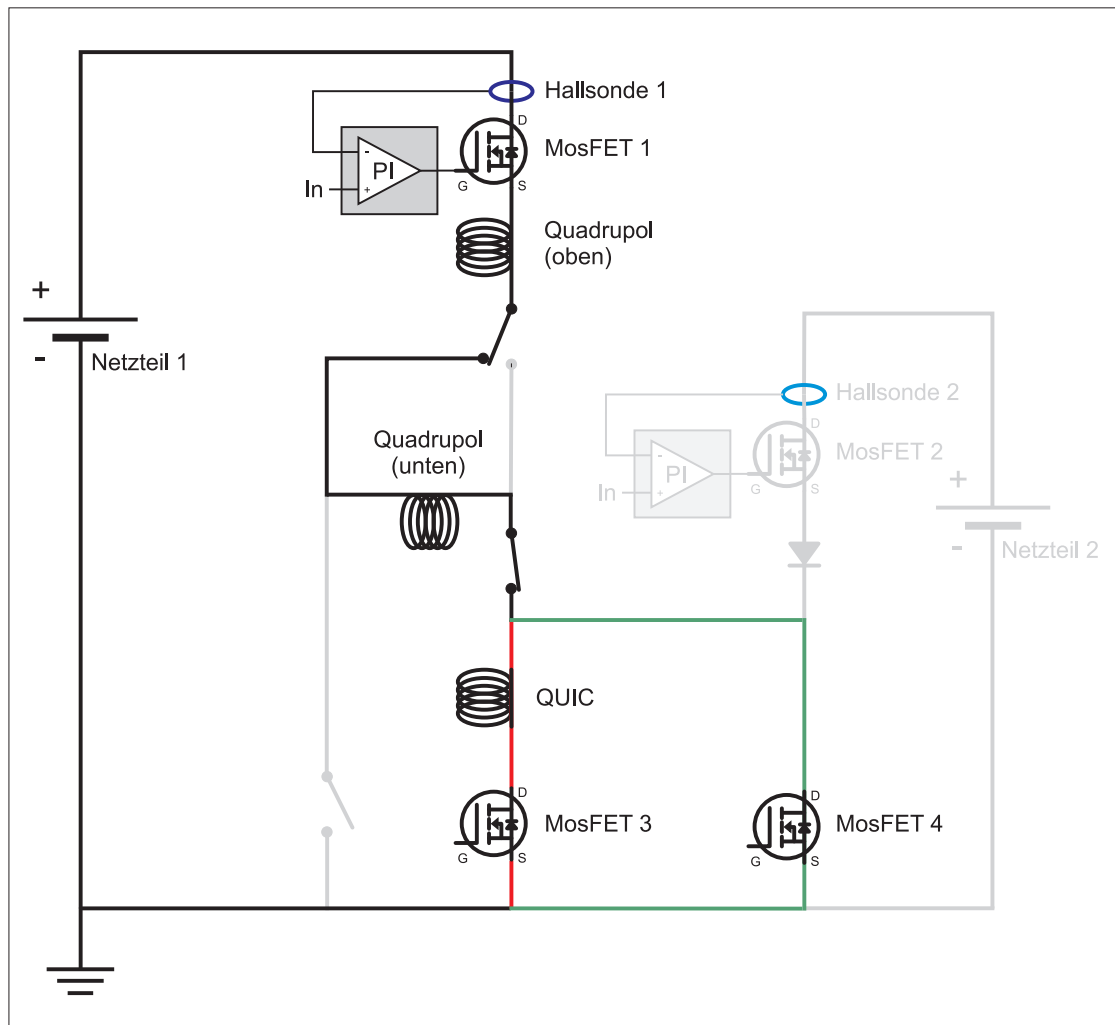 Hallsonde 1
D
MosFET 1
-
PI
In
+
G
S
Quadrupol
(oben)
+
-
Netzteil 1
Hallsonde 2
D
MosFET 2
-
PI
In
+
G
S
+
-
Netzteil 2
Quadrupol
(unten)
QUIC
D
MosFET 3
G
S
D
MosFET 4
G
S